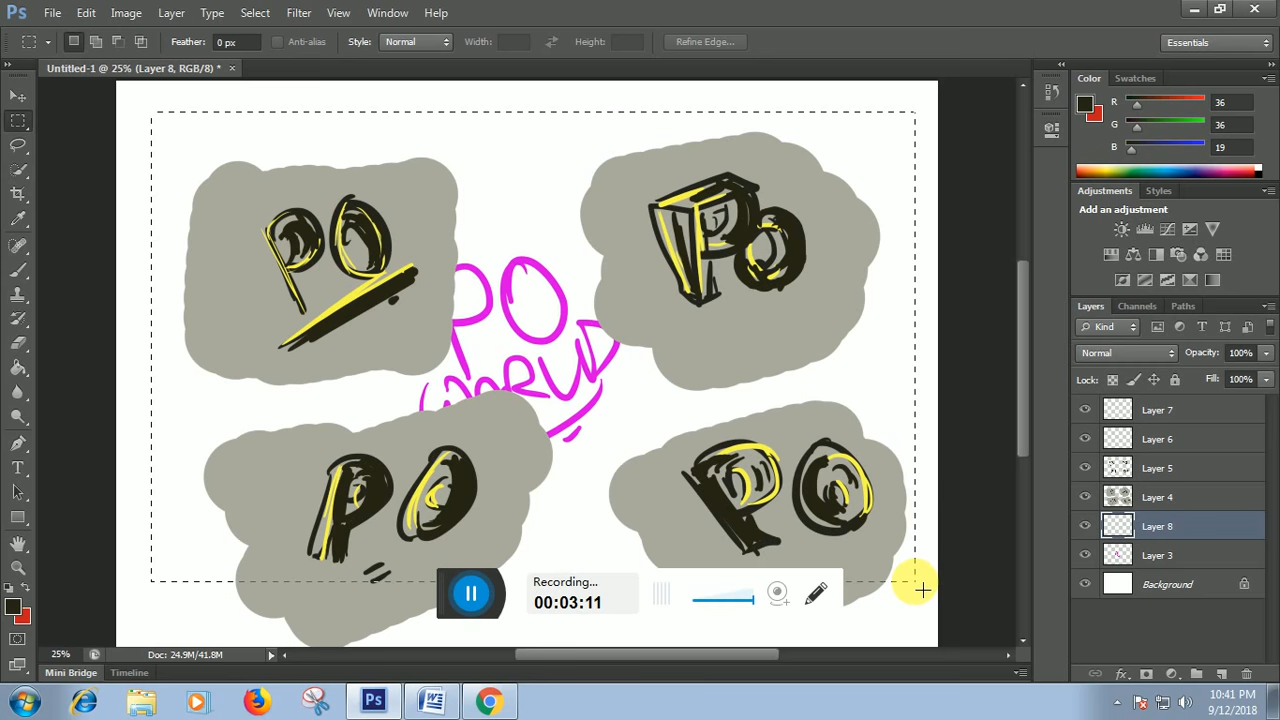 Ps File Edit Image Layer Type Select Filter View Window Help
Feather: 0 px Anti-alias Style: Normal Width: Height: Refine Edge... Essentials
Untitled-1 @ 25% (Layer 8, RGB/8) * ×
Color Swatches
R 36
G 36
B 19
Adjustments Styles
Add an adjustment
Layers Channels Paths
Kind
Normal Opacity: 100%
Lock: Fill: 100%
Layer 7
Layer 6
Layer 5
Layer 4
Layer 8
Layer 3
Background
PO
PO
PO
PO
PO
Recording...
00:03:11
25% Doc: 24.9M/41.8M
Mini Bridge Timeline
10:41 PM
9/12/2018